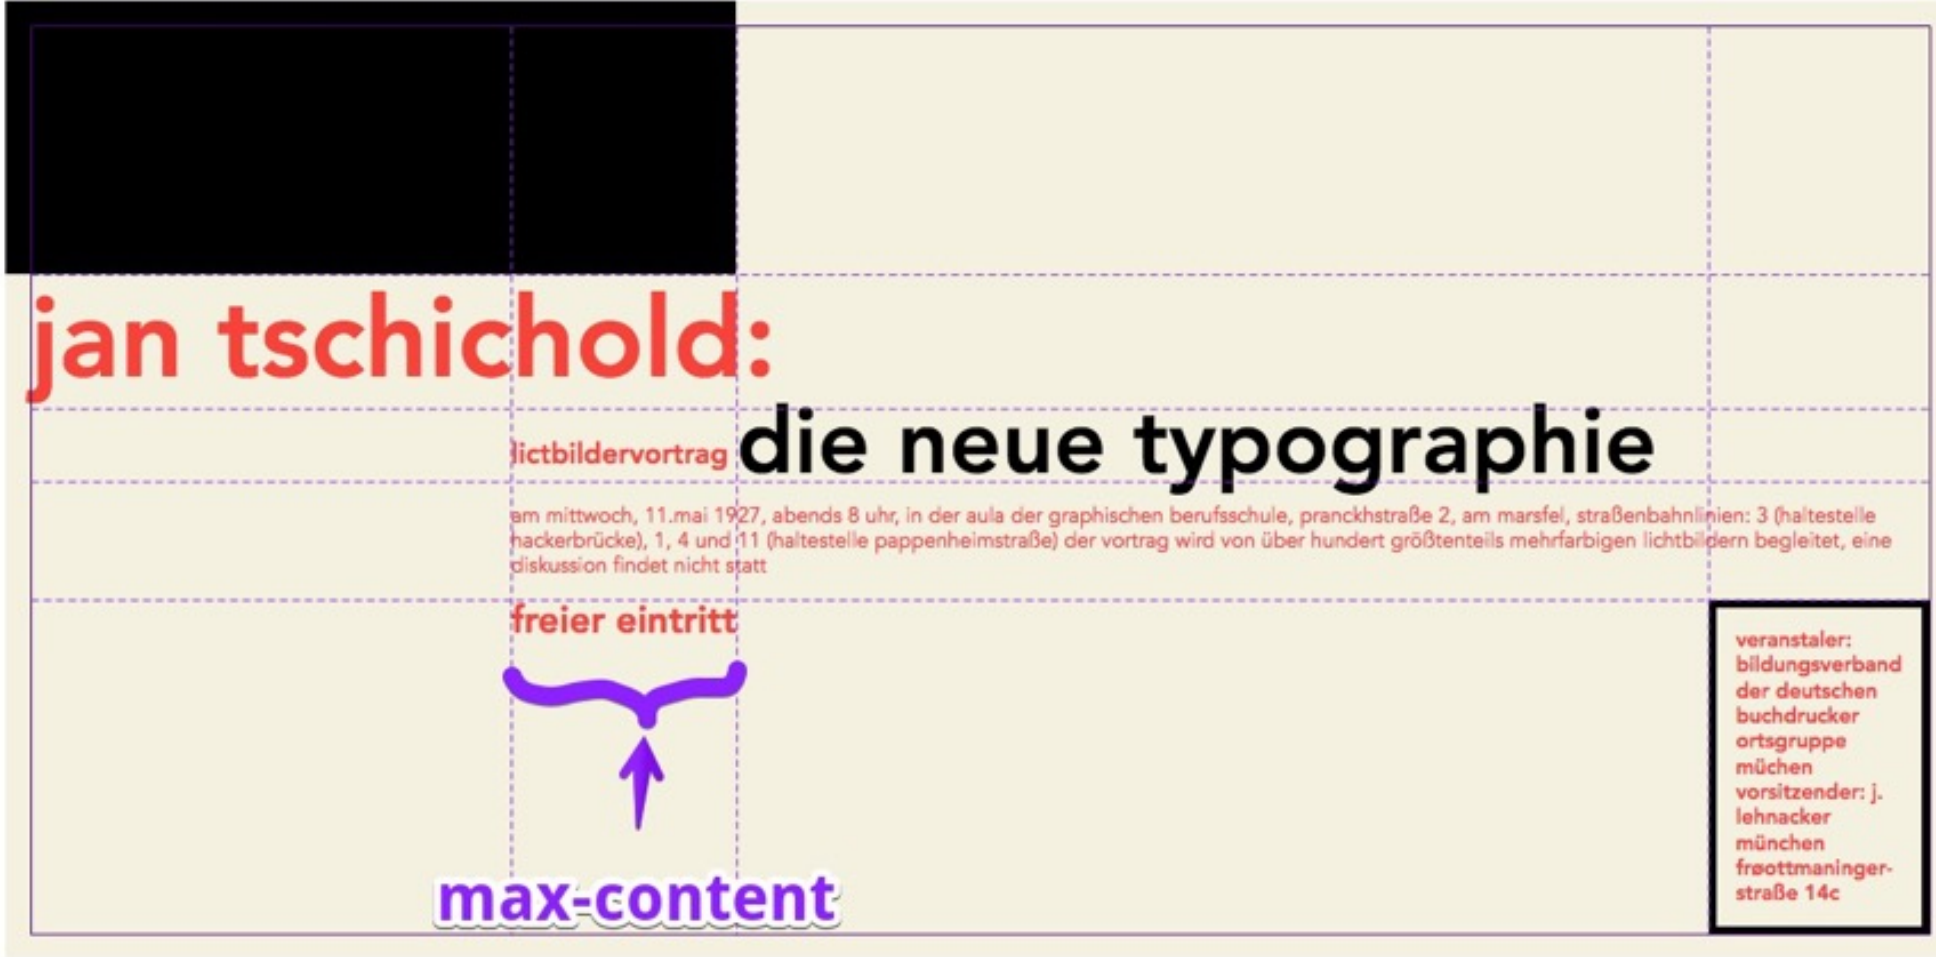 jan tschichold:
lictbildervortrag die neue typographie
am mittwoch, 11.mai 1927, abends 8 uhr, in der aula der graphischen berufsschule, pranckhstraße 2, am marsfel, straßenbahnlinien: 3 (haltestelle
hackerbrücke), 1, 4 und 11 (haltestelle pappenheimstraße) der vortrag wird von über hundert größtenteils mehrfarbigen lichtbildern begleitet, eine
diskussion findet nicht statt
freier eintritt
veranstaler:
bildungsverband
der deutschen
buchdrucker
ortsgruppe
müchen
vorsitzender: j.
lehnacker
münchen
frøottmaninger-
straße 14c
max-content